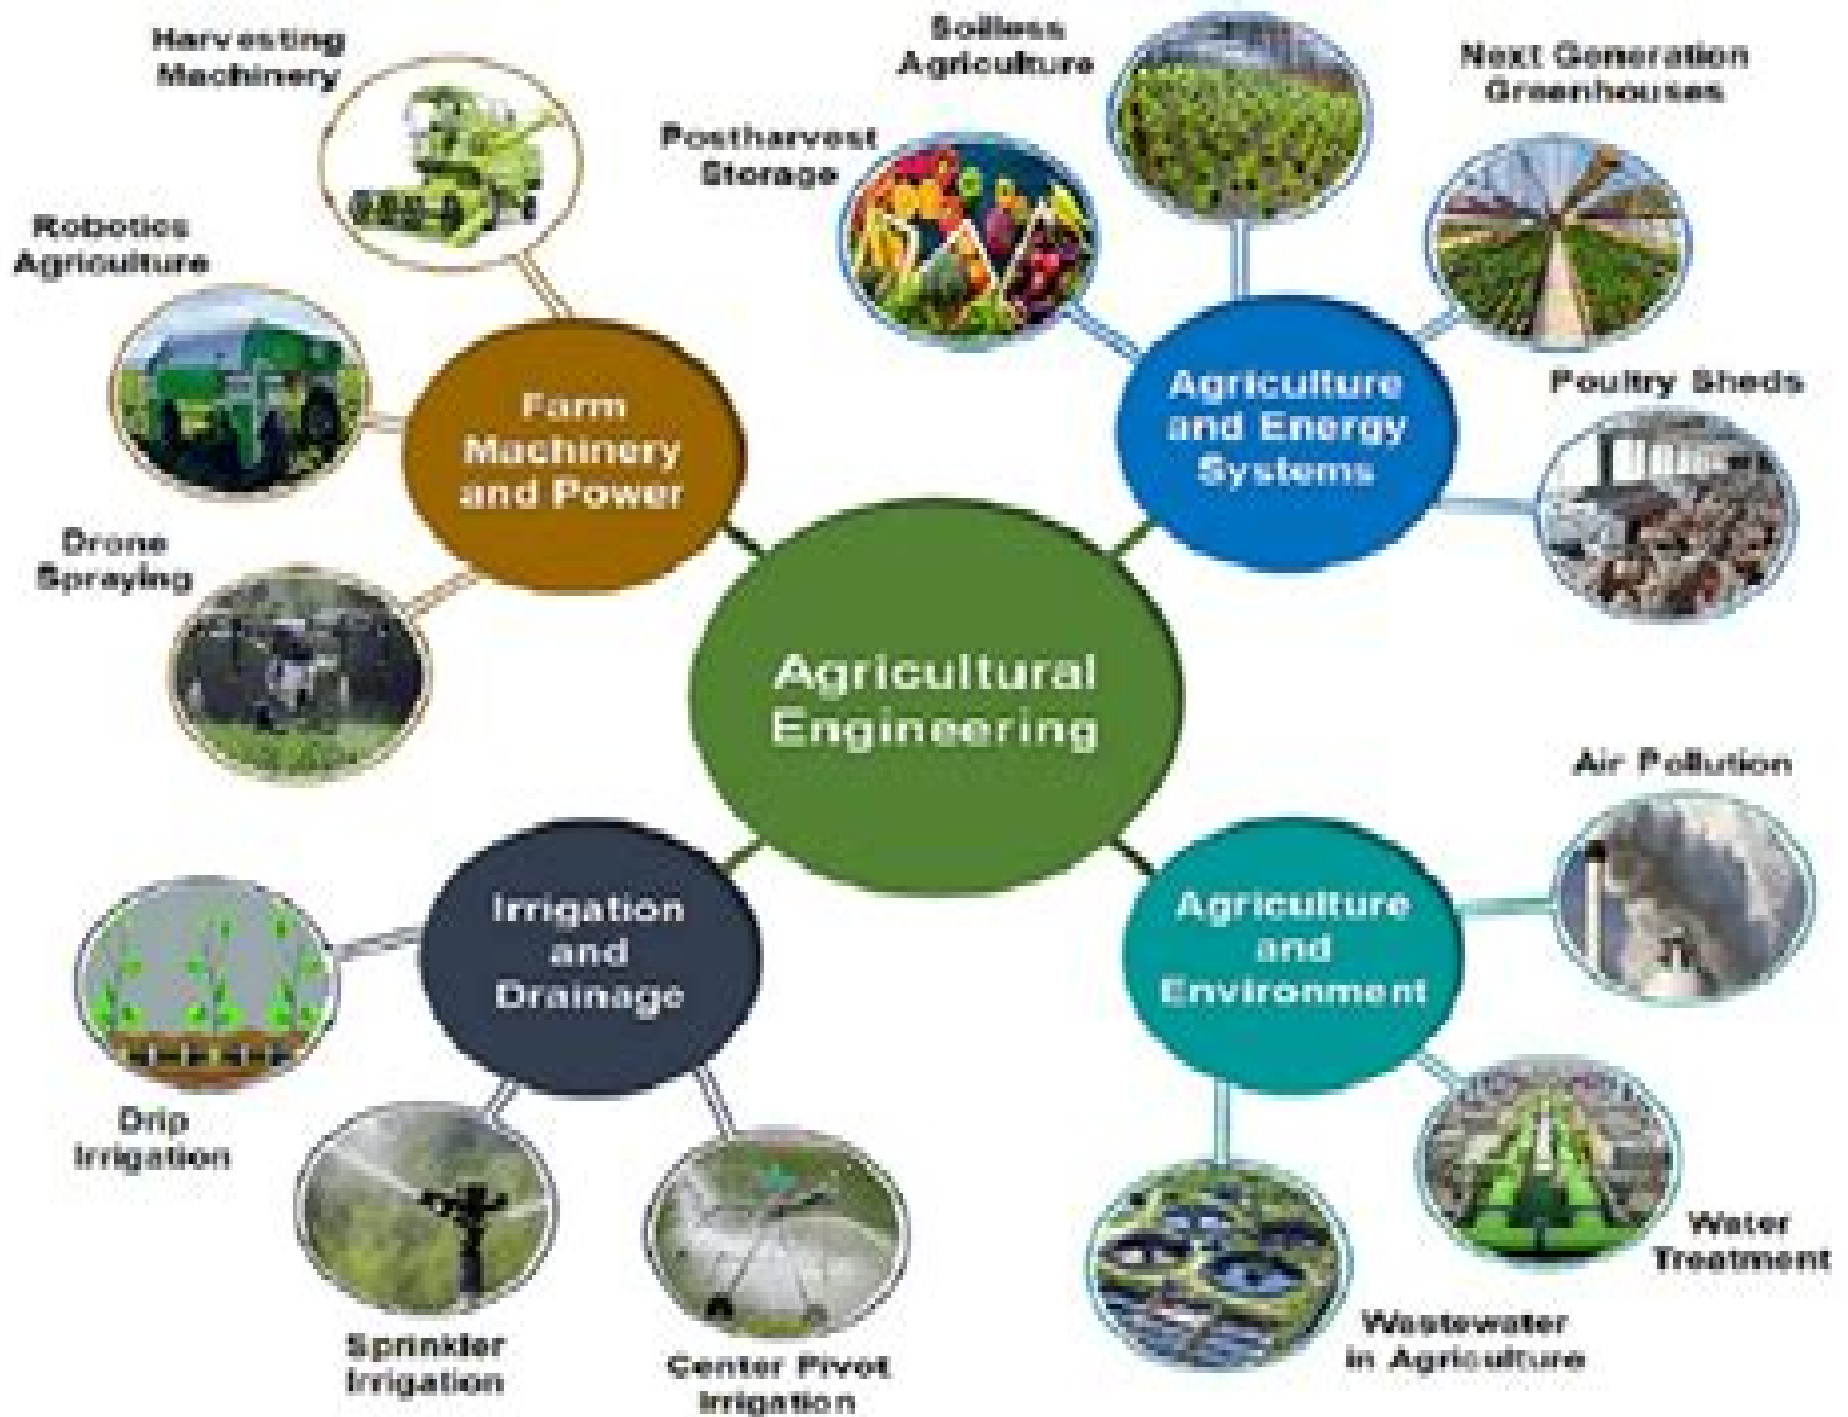 Harvesting
Machinery
Robotics
Agriculture
Drone
Spraying
Farm
Machinery
and Power
Soilless
Agriculture
Postharvest
Storage
Next Generation
Greenhouses
Poultry Sheds
Agriculture
and Energy
Systems
Agricultural
Engineering
Irrigation
and
Drainage
Drip
Irrigation
Sprinkler
Irrigation
Center Pivot
Irrigation
Agriculture
and
Environment
Air Pollution
Water
Treatment
Wastewater
in Agriculture